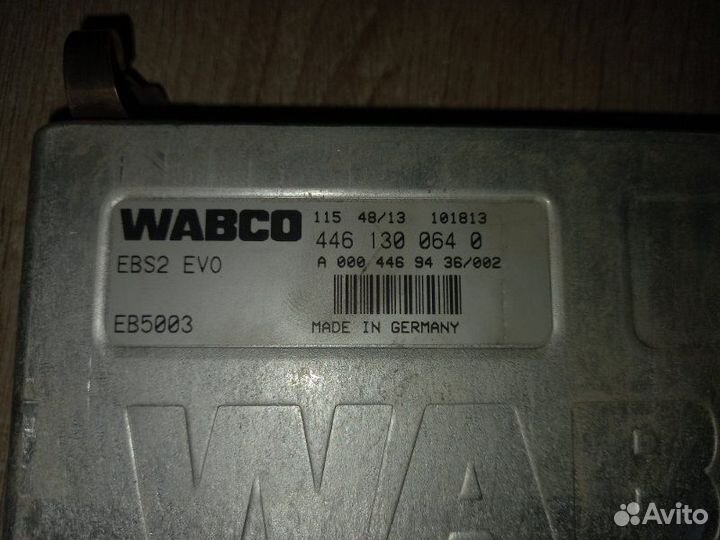 WABCO
115 48/13 101813
446 130 064 0
EBS2 EVO
A 000 446 94 36/002
EB5003
MADE IN GERMANY
WAB
Avito